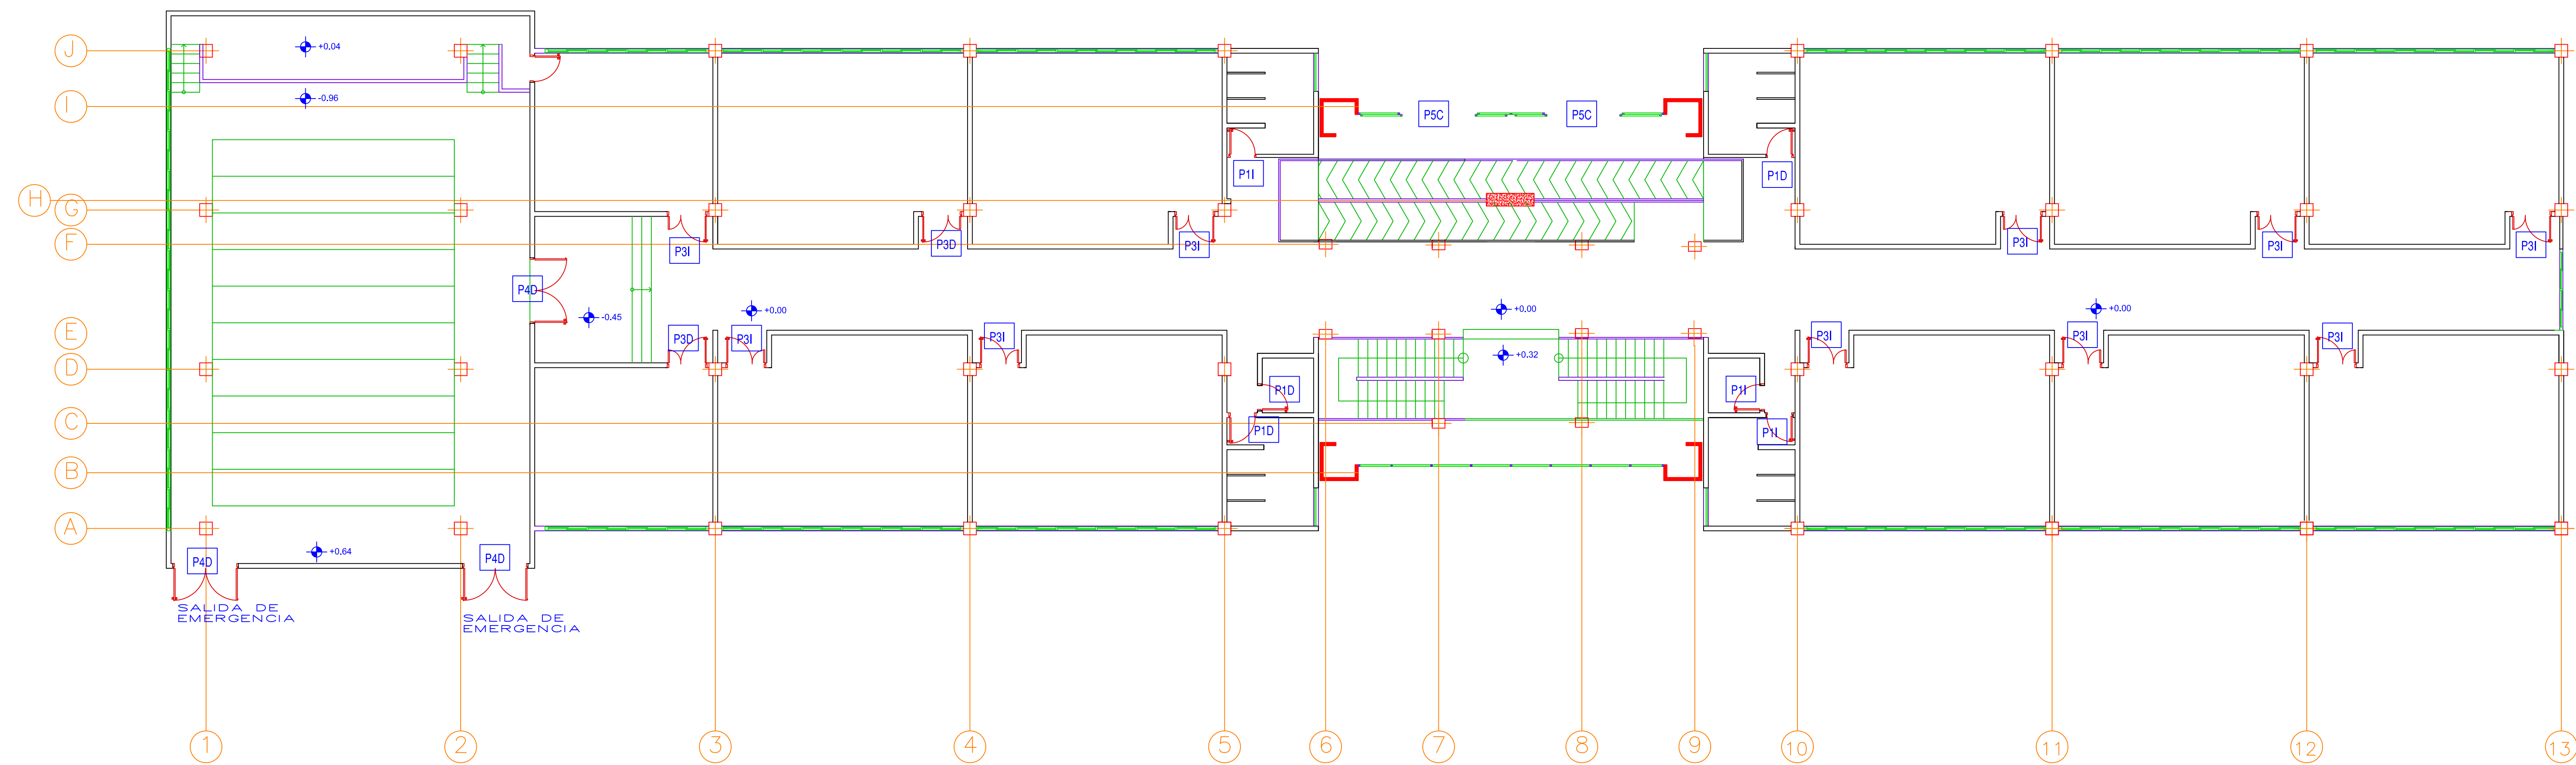 J
+0.04
I
-0.96
P5C
P5C
P1I
P1D
H
G
F
P3I
P3D
P3I
P3I
P3I
P3I
P4D
-0.45
+0.00
+0.00
+0.00
E
P3D
P3I
P3I
P3I
P3I
P3I
+0.32
D
P1D
P1I
C
P1D
P1I
B
A
+0.64
P4D
P4D
SALIDA DE
EMERGENCIA
SALIDA DE
EMERGENCIA
1
2
3
4
5
6
7
8
9
10
11
12
13